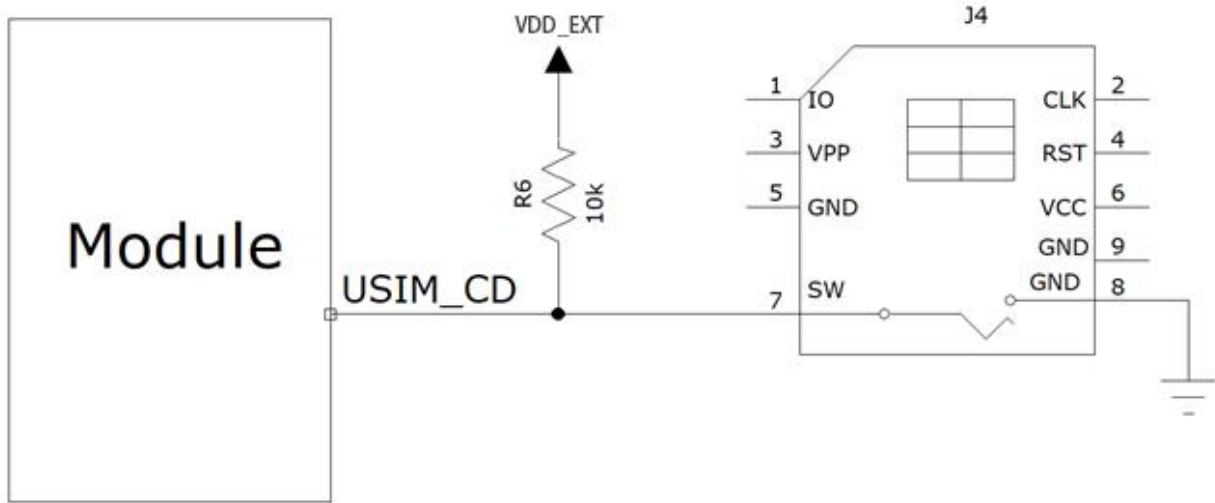 VDD_EXT
J4
1
IO
CLK
2
3
VPP
RST
4
R6
10k
5
GND
VCC
6
Module
GND
9
USIM_CD
7
SW
GND
8